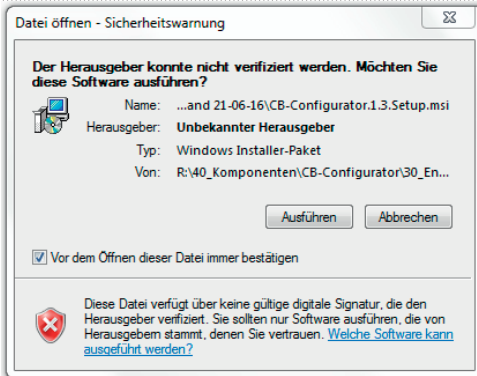 Datei öffnen - Sicherheitswarnung
Der Herausgeber konnte nicht verifiziert werden. Möchten Sie
diese Software ausführen?
Name: ...and 21-06-16\CB-Configurator.1.3.Setup.msi
Herausgeber: Unbekannter Herausgeber
Typ: Windows Installer-Paket
Von: R:\40_Komponenten\CB-Configurator\30_En...
Ausführen Abbrechen
Vor dem Öffnen dieser Datei immer bestätigen
Diese Datei verfügt über keine gültige digitale Signatur, die den
Herausgeber verifiziert. Sie sollten nur Software ausführen, die von
Herausgebern stammt, denen Sie vertrauen. Welche Software kann
ausgeführt werden?